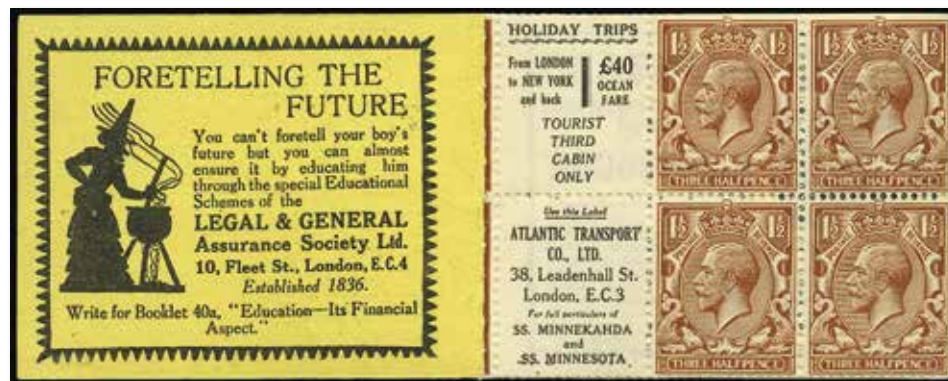 FORETELLING THE
FUTURE
You can't foretell your boy's
future but you can almost
ensure it by educating him
through the special Educational
Schemes of the
LEGAL & GENERAL
Assurance Society Ltd.
10, Fleet St., London, E.C.4
Established 1836.
Write for Booklet 40a, "Education—Its Financial
Aspect."
HOLIDAY TRIPS
From LONDON
to NEW YORK
and back
£40
OCEAN
FARE
TOURIST
THIRD
CABIN
ONLY
Use this Label
ATLANTIC TRANSPORT
CO., LTD.
38, Leadenhall St.
London, E.C.3
For full particulars of
SS. MINNEKAHDA
and
SS. MINNESOTA
1½ 1½
THREE HALFPENCE
1½ 1½
THREE HALFPENCE
1½ 1½
THREE HALFPENCE
1½ 1½
THREE HALFPENCE